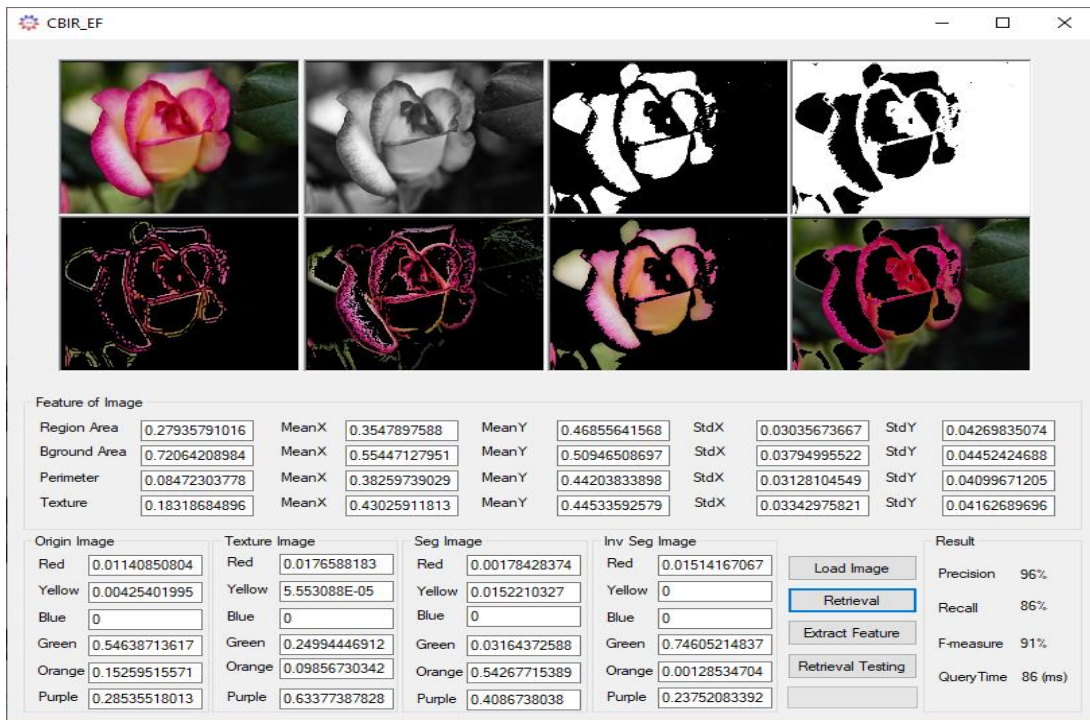 CBIR_EF
Feature of Image
Region Area 0.27935791016 MeanX 0.3547897588 MeanY 0.46855641568 StdX 0.03035673667 StdY 0.04269835074
Bground Area 0.72064208984 MeanX 0.55447127951 MeanY 0.50946508697 StdX 0.03794995522 StdY 0.04452424688
Perimeter 0.08472303778 MeanX 0.38259739029 MeanY 0.44203833898 StdX 0.03128104549 StdY 0.04099671205
Texture 0.18318684896 MeanX 0.43025911813 MeanY 0.44533592579 StdX 0.03342975821 StdY 0.04162689696
Origin Image
Red 0.01140850804
Yellow 0.00425401995
Blue 0
Green 0.54638713617
Orange 0.15259515571
Purple 0.28535518013
Texture Image
Red 0.0176588183
Yellow 5.553088E-05
Blue 0
Green 0.24994446912
Orange 0.09856730342
Purple 0.63377387828
Seg Image
Red 0.00178428374
Yellow 0.0152210327
Blue 0
Green 0.03164372588
Orange 0.54267715389
Purple 0.4086738038
Inv Seg Image
Red 0.01514167067
Yellow 0
Blue 0
Green 0.74605214837
Orange 0.00128534704
Purple 0.23752083392
Load Image
Retrieval
Extract Feature
Retrieval Testing
Result
Precision 96%
Recall 86%
F-measure 91%
QueryTime 86 (ms)